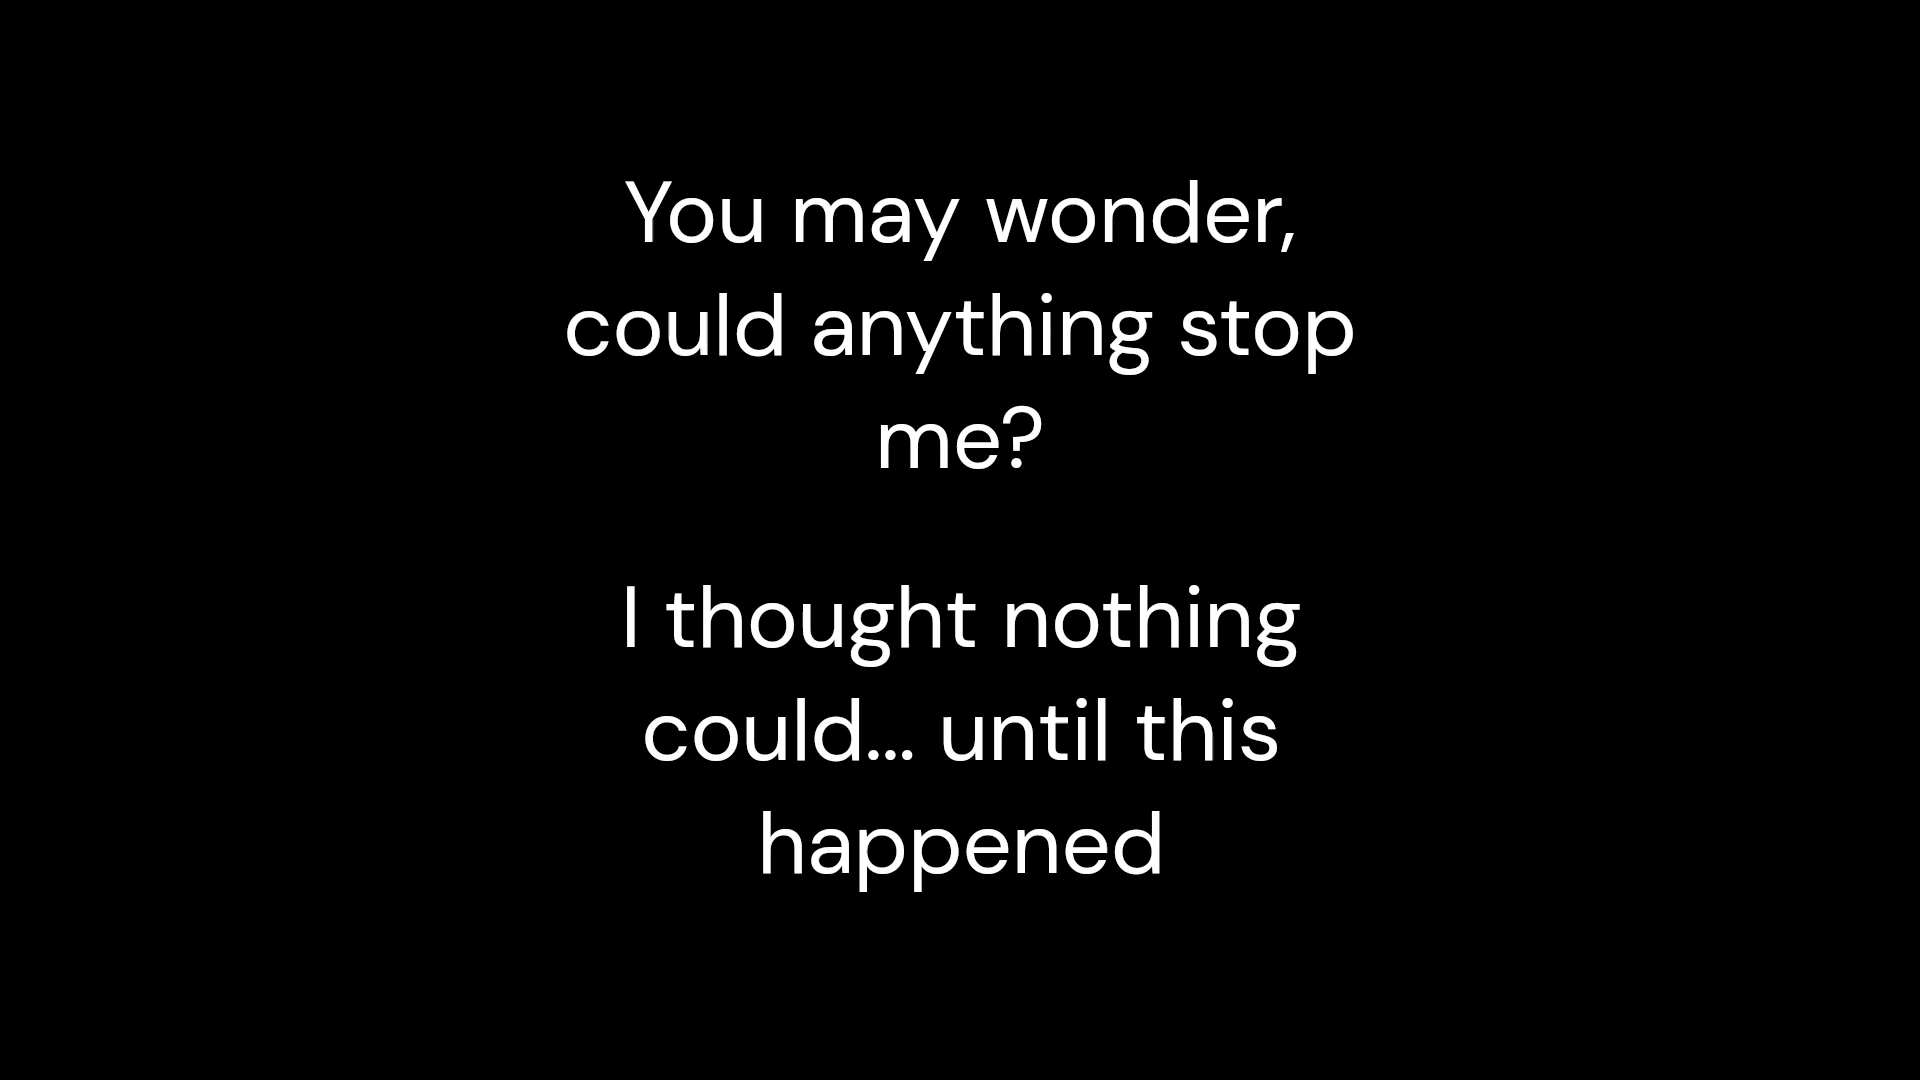 You may wonder,
could anything stop
me?
I thought nothing
could... until this
happened